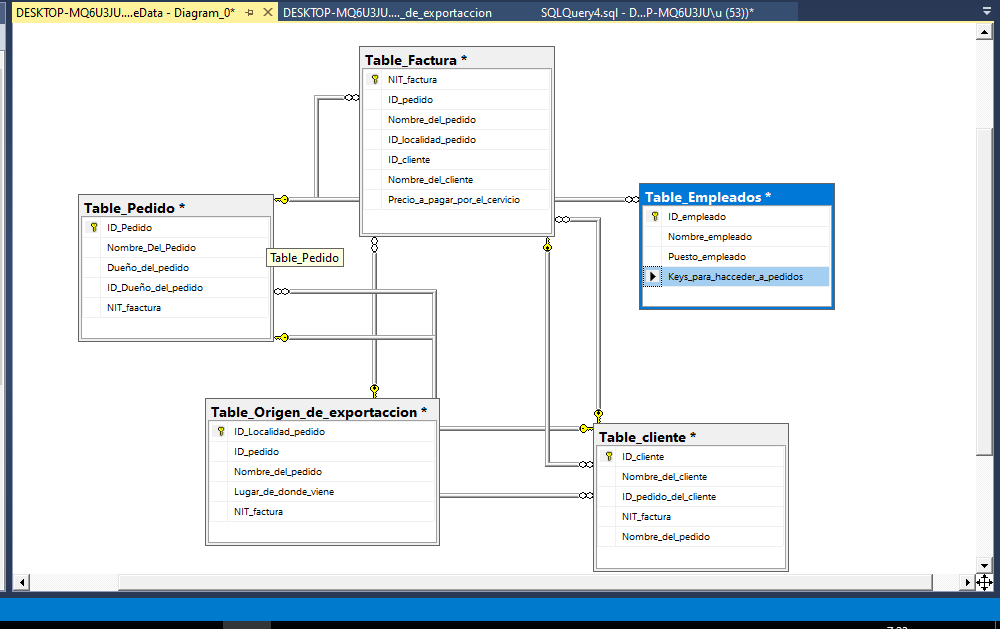 DESKTOP-MQ6U3JU....eData - Diagram_0*
DESKTOP-MQ6U3JU...._de_exportaccion
SQLQuery4.sql - D...P-MQ6U3JU\u (53))*
Table_Factura *
NIT_factura
ID_pedido
Nombre_del_pedido
ID_localidad_pedido
ID_cliente
Nombre_del_cliente
Precio_a_pagar_por_el_cervicio
Table_Pedido *
ID_Pedido
Nombre_Del_Pedido
Dueño_del_pedido
ID_Dueño_del_pedido
NIT_faactura
Table_Pedido
Table_Empleados *
ID_empleado
Nombre_empleado
Puesto_empleado
Keys_para_hacceder_a_pedidos
Table_Origen_de_exportaccion *
ID_Localidad_pedido
ID_pedido
Nombre_del_pedido
Lugar_de_donde_viene
NIT_factura
Table_cliente *
ID_cliente
Nombre_del_cliente
ID_pedido_del_cliente
NIT_factura
Nombre_del_pedido